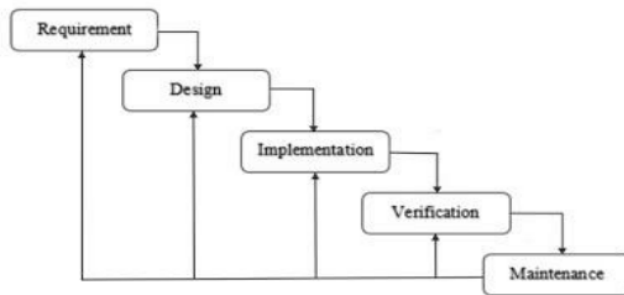 Requirement
Design
Implementation
Verification
Maintenance